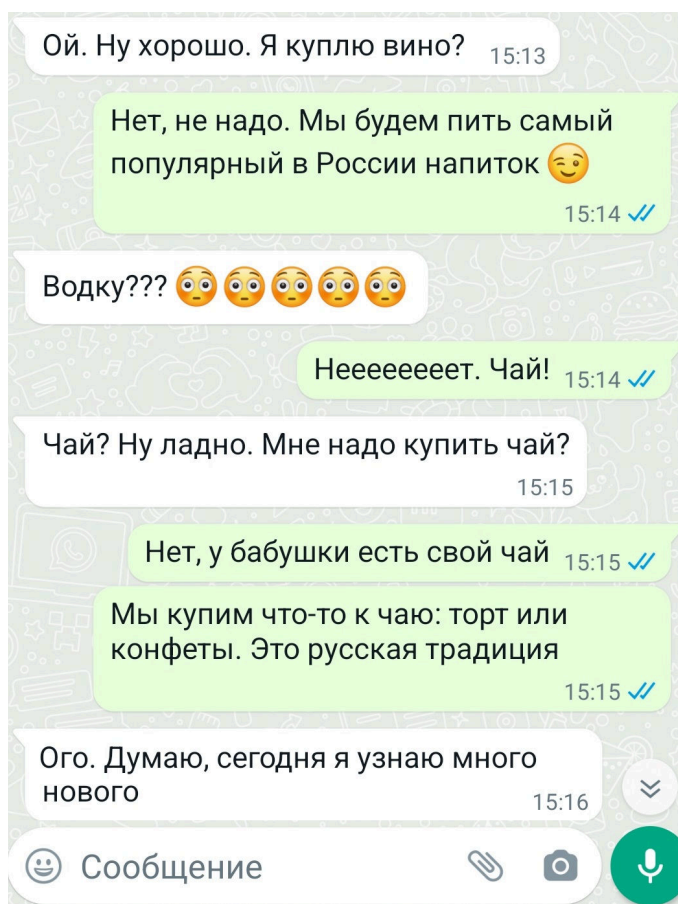 Ой. Ну хорошо. Я куплю вино? 15:13
Нет, не надо. Мы будем пить самый
популярный в России напиток 😉
15:14
Водку??? 😳😳😳😳😳
Неееееееет. Чай! 15:14
Чай? Ну ладно. Мне надо купить чай?
15:15
Нет, у бабушки есть свой чай 15:15
Мы купим что-то к чаю: торт или
конфеты. Это русская традиция
15:15
Ого. Думаю, сегодня я узнаю много
нового 15:16
Сообщение